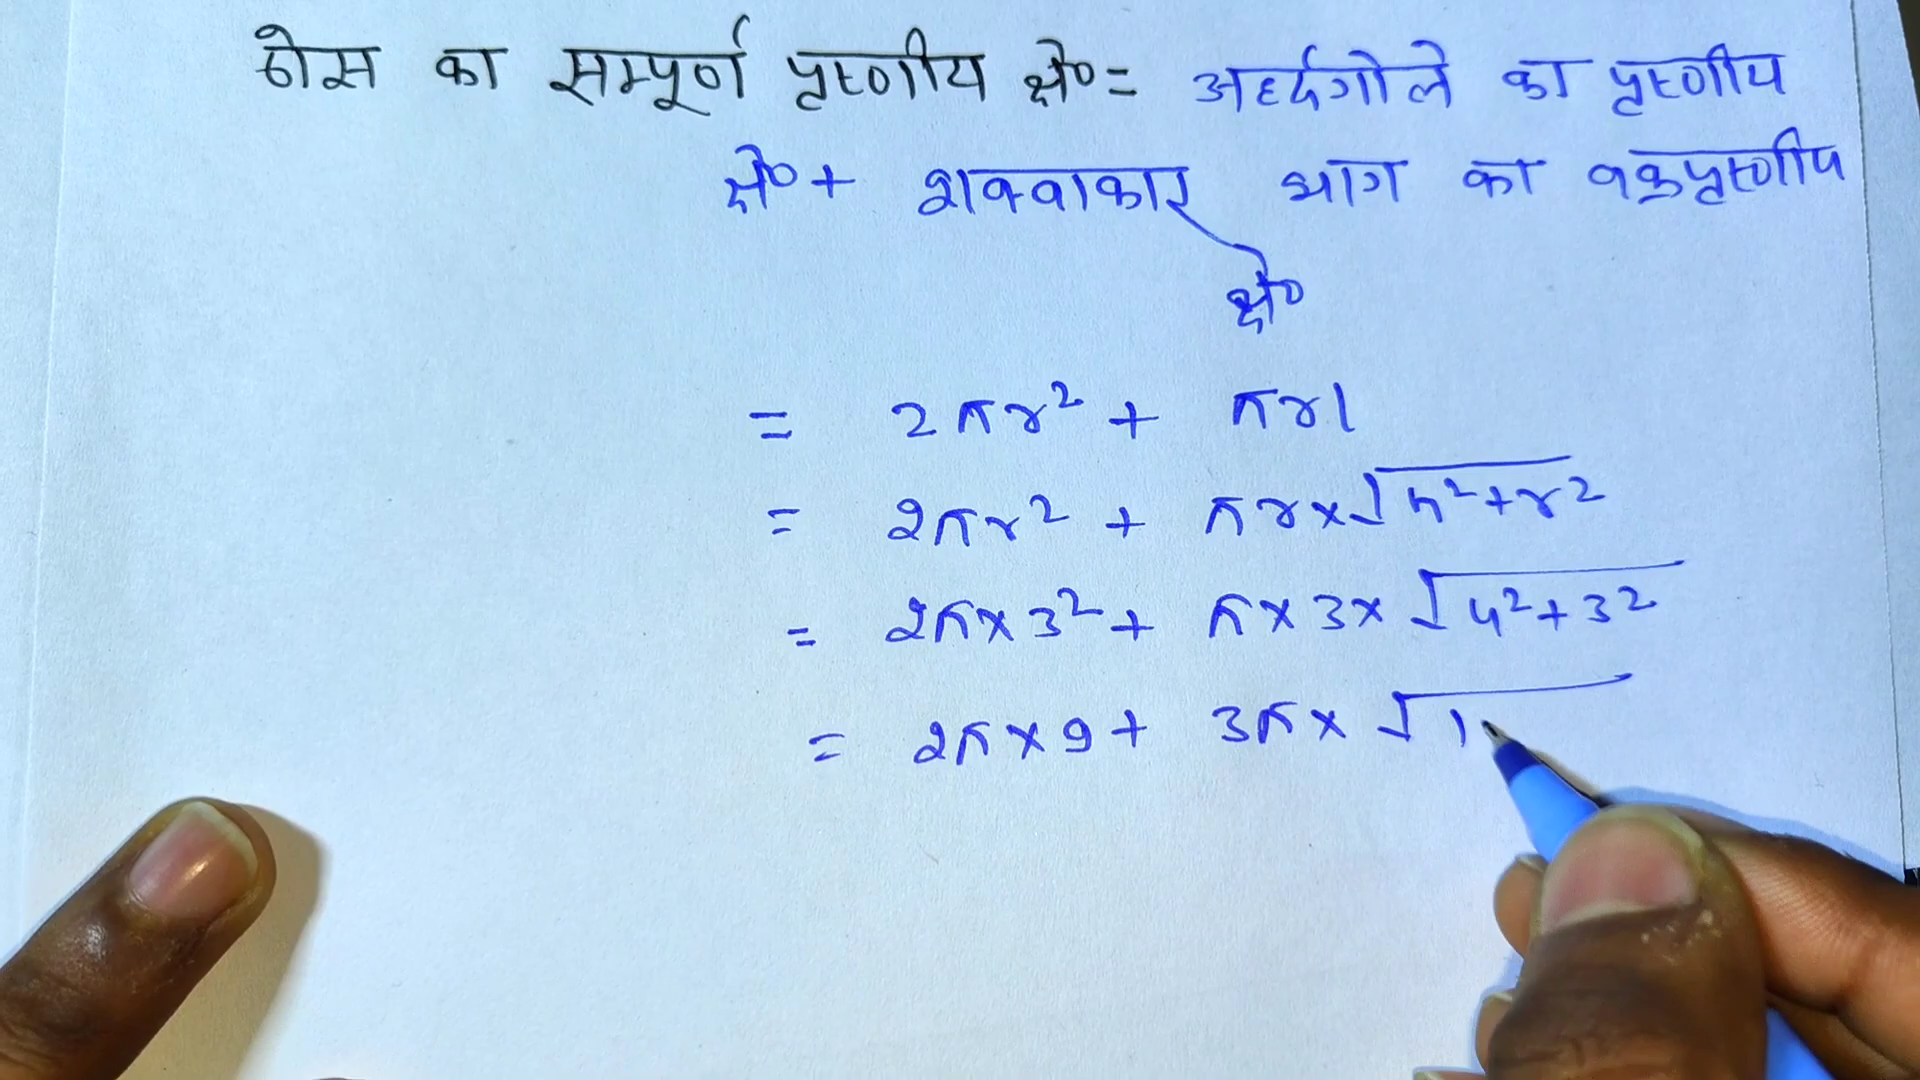 ठोस का सम्पूर्ण पृष्ठीय क्षे० = अर्द्धगोले का पृष्ठीय
क्षे० + शंक्वाकार भाग का वक्रपृष्ठीय
क्षे०
= 2πr² + πrl
= 2πr² + πr×√h²+r²
= 2π×3² + π×3×√4²+3²
= 2π×9 + 3π×√1